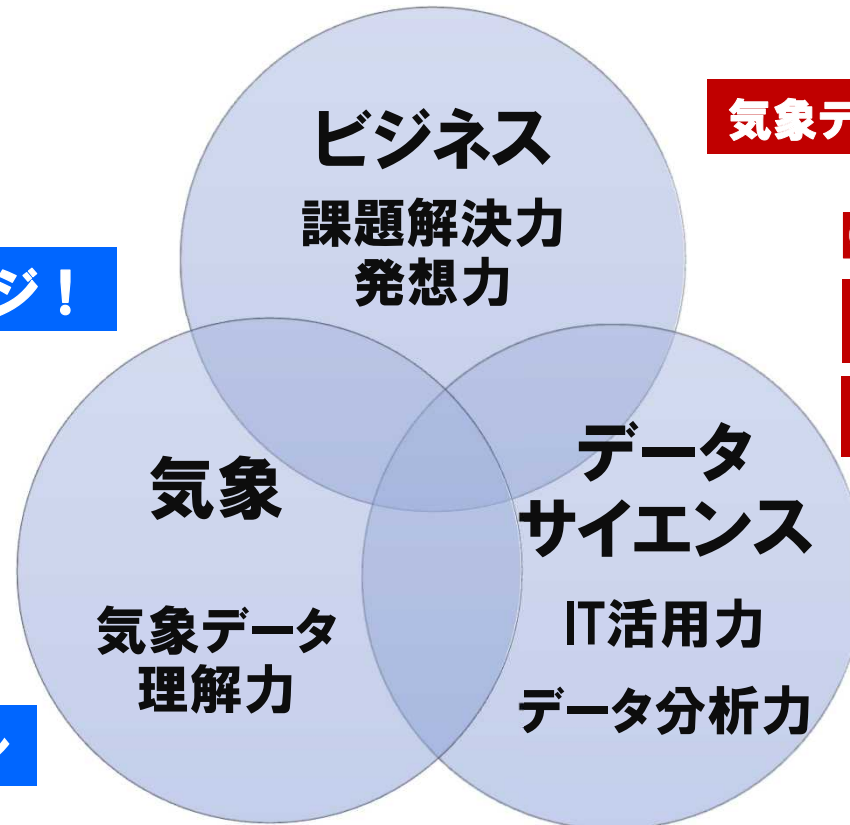 ビジネス
課題解決力
発想力
気象デ
ジ！
気象
気象データ
理解力
データ
サイエンス
IT活用力
データ分析力